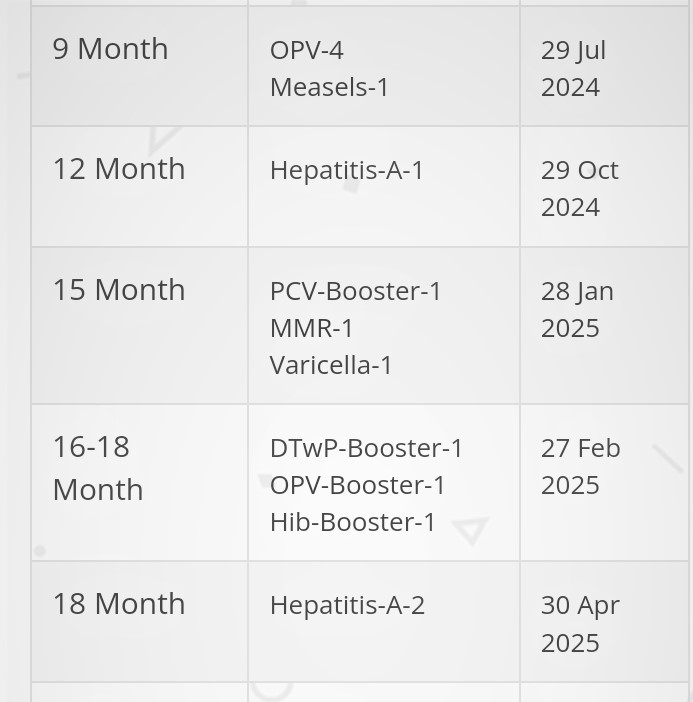 9 Month
OPV-4
Measels-1
29 Jul
2024
12 Month
Hepatitis-A-1
29 Oct
2024
15 Month
PCV-Booster-1
MMR-1
Varicella-1
28 Jan
2025
16-18
Month
DTwP-Booster-1
OPV-Booster-1
Hib-Booster-1
27 Feb
2025
18 Month
Hepatitis-A-2
30 Apr
2025